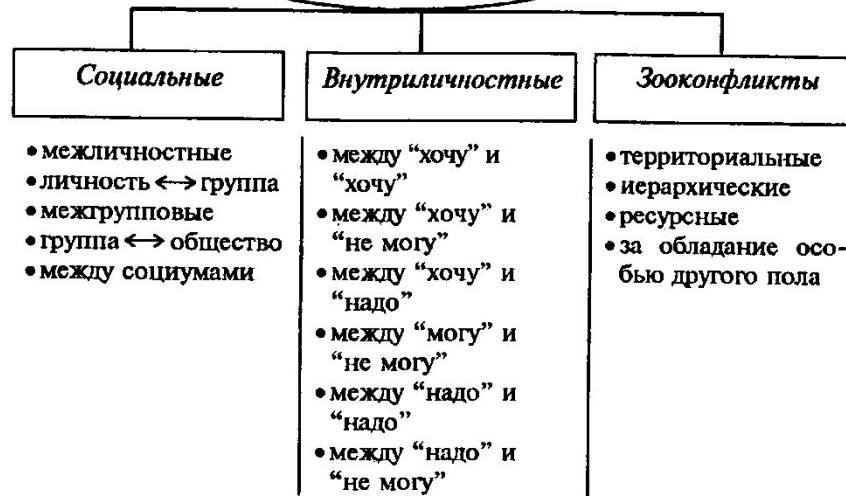 Социальные
• межличностные
• личность ⟷ группа
• межгрупповые
• группа ⟷ общество
• между социумами
Внутриличностные
• между “хочу” и
“хочу”
• между “хочу” и
“не могу”
• между “хочу” и
“надо”
• между “могу” и
“не могу”
• между “надо” и
“надо”
• между “надо” и
“не могу”
Зооконфликты
• территориальные
• иерархические
• ресурсные
• за обладание осо-
бью другого пола